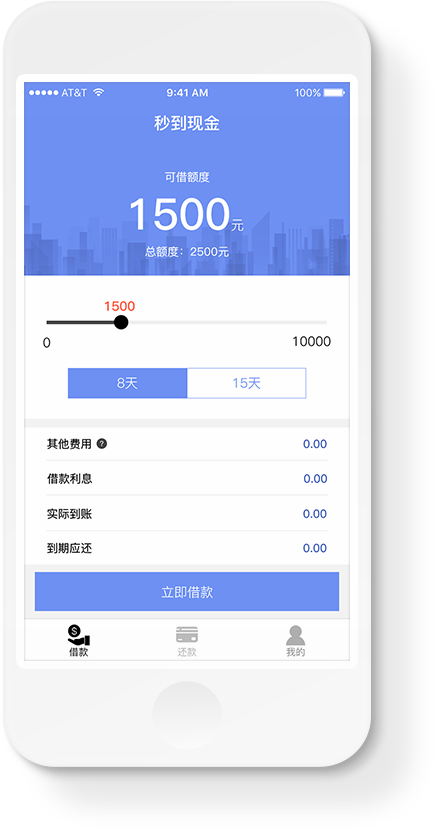 AT&T 9:41 AM 100%
秒到现金
可借额度
1500元
总额度：2500元
1500
0 10000
8天 15天
其他费用 ? 0.00
借款利息 0.00
实际到账 0.00
到期应还 0.00
立即借款
$
借款 还款 我的